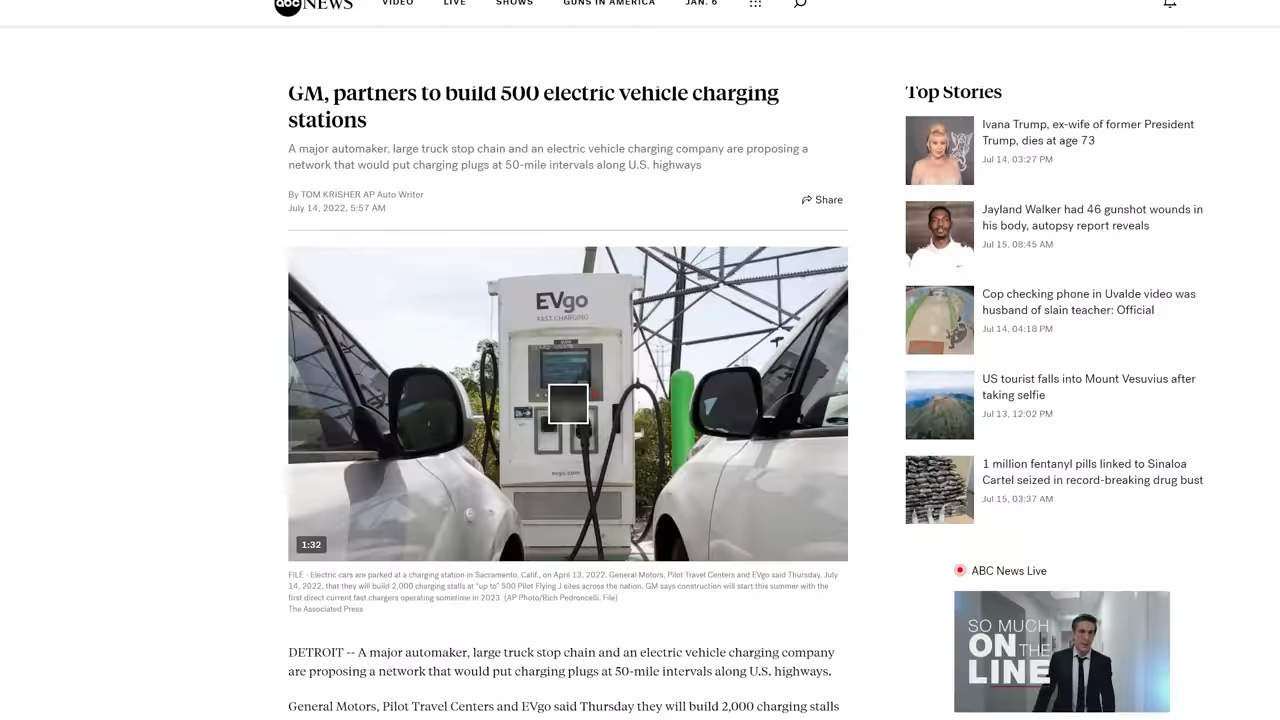 abc NEWS VIDEO LIVE SHOWS GUNS IN AMERICA JAN. 6
GM, partners to build 500 electric vehicle charging
stations
A major automaker, large truck stop chain and an electric vehicle charging company are proposing a
network that would put charging plugs at 50-mile intervals along U.S. highways
By TOM KRISHER AP Auto Writer
July 14, 2022, 5:57 AM
Share
EVgo
FAST CHARGING
evgo.com
1:32
FILE - Electric cars are parked at a charging station in Sacramento, Calif., on April 13, 2022. General Motors, Pilot Travel Centers and EVgo said Thursday, July
14, 2022, that they will build 2,000 charging stalls at "up to" 500 Pilot Flying J sites across the nation. GM says construction will start this summer with the
first direct current fast chargers operating sometime in 2023. (AP Photo/Rich Pedroncelli, File)
The Associated Press
DETROIT -- A major automaker, large truck stop chain and an electric vehicle charging company
are proposing a network that would put charging plugs at 50-mile intervals along U.S. highways.
General Motors, Pilot Travel Centers and EVgo said Thursday they will build 2,000 charging stalls
Top Stories
Ivana Trump, ex-wife of former President
Trump, dies at age 73
Jul 14, 03:27 PM
Jayland Walker had 46 gunshot wounds in
his body, autopsy report reveals
Jul 15, 08:45 AM
Cop checking phone in Uvalde video was
husband of slain teacher: Official
Jul 14, 04:18 PM
US tourist falls into Mount Vesuvius after
taking selfie
Jul 13, 12:02 PM
1 million fentanyl pills linked to Sinaloa
Cartel seized in record-breaking drug bust
Jul 15, 03:37 AM
ABC News Live
SO MUCH
ON THE
LINE